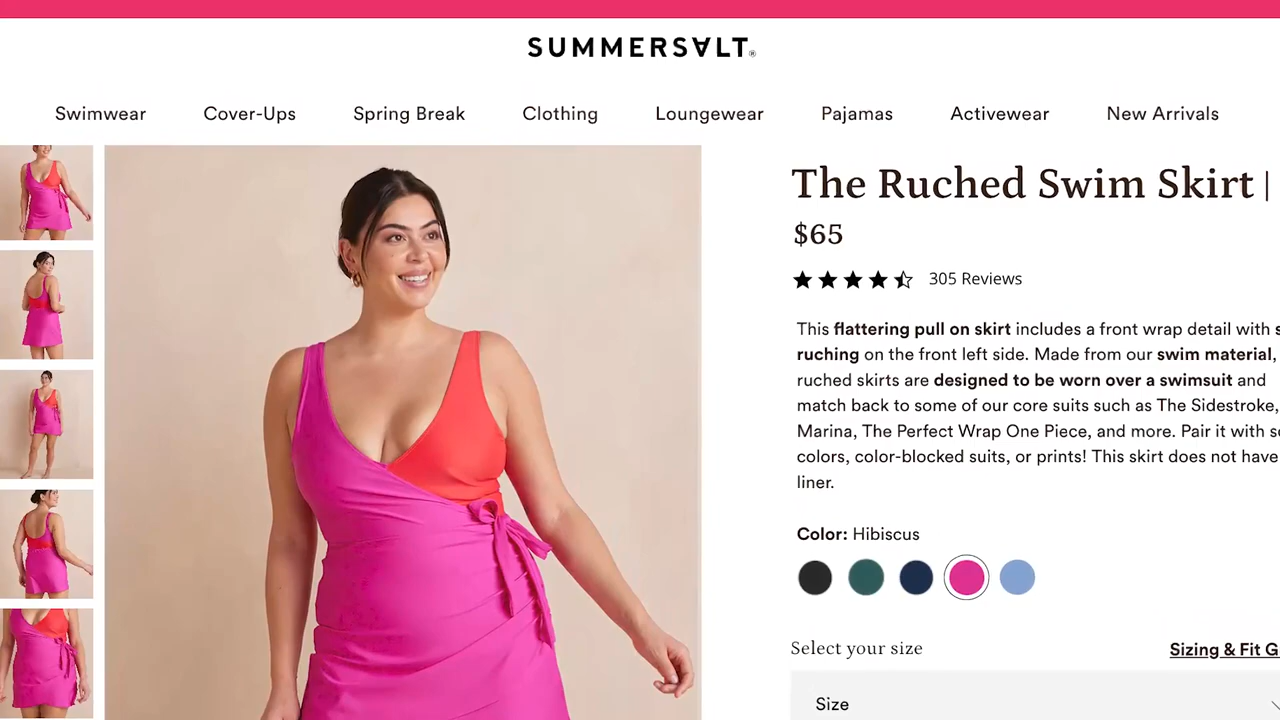 SUMMERSALT®
Swimwear Cover-Ups Spring Break Clothing Loungewear Pajamas Activewear New Arrivals
The Ruched Swim Skirt |
$65
305 Reviews
This flattering pull on skirt includes a front wrap detail with
ruching on the front left side. Made from our swim material,
ruched skirts are designed to be worn over a swimsuit and
match back to some of our core suits such as The Sidestroke,
Marina, The Perfect Wrap One Piece, and more. Pair it with
colors, color-blocked suits, or prints! This skirt does not have
liner.
Color: Hibiscus
Select your size
Sizing & Fit G
Size